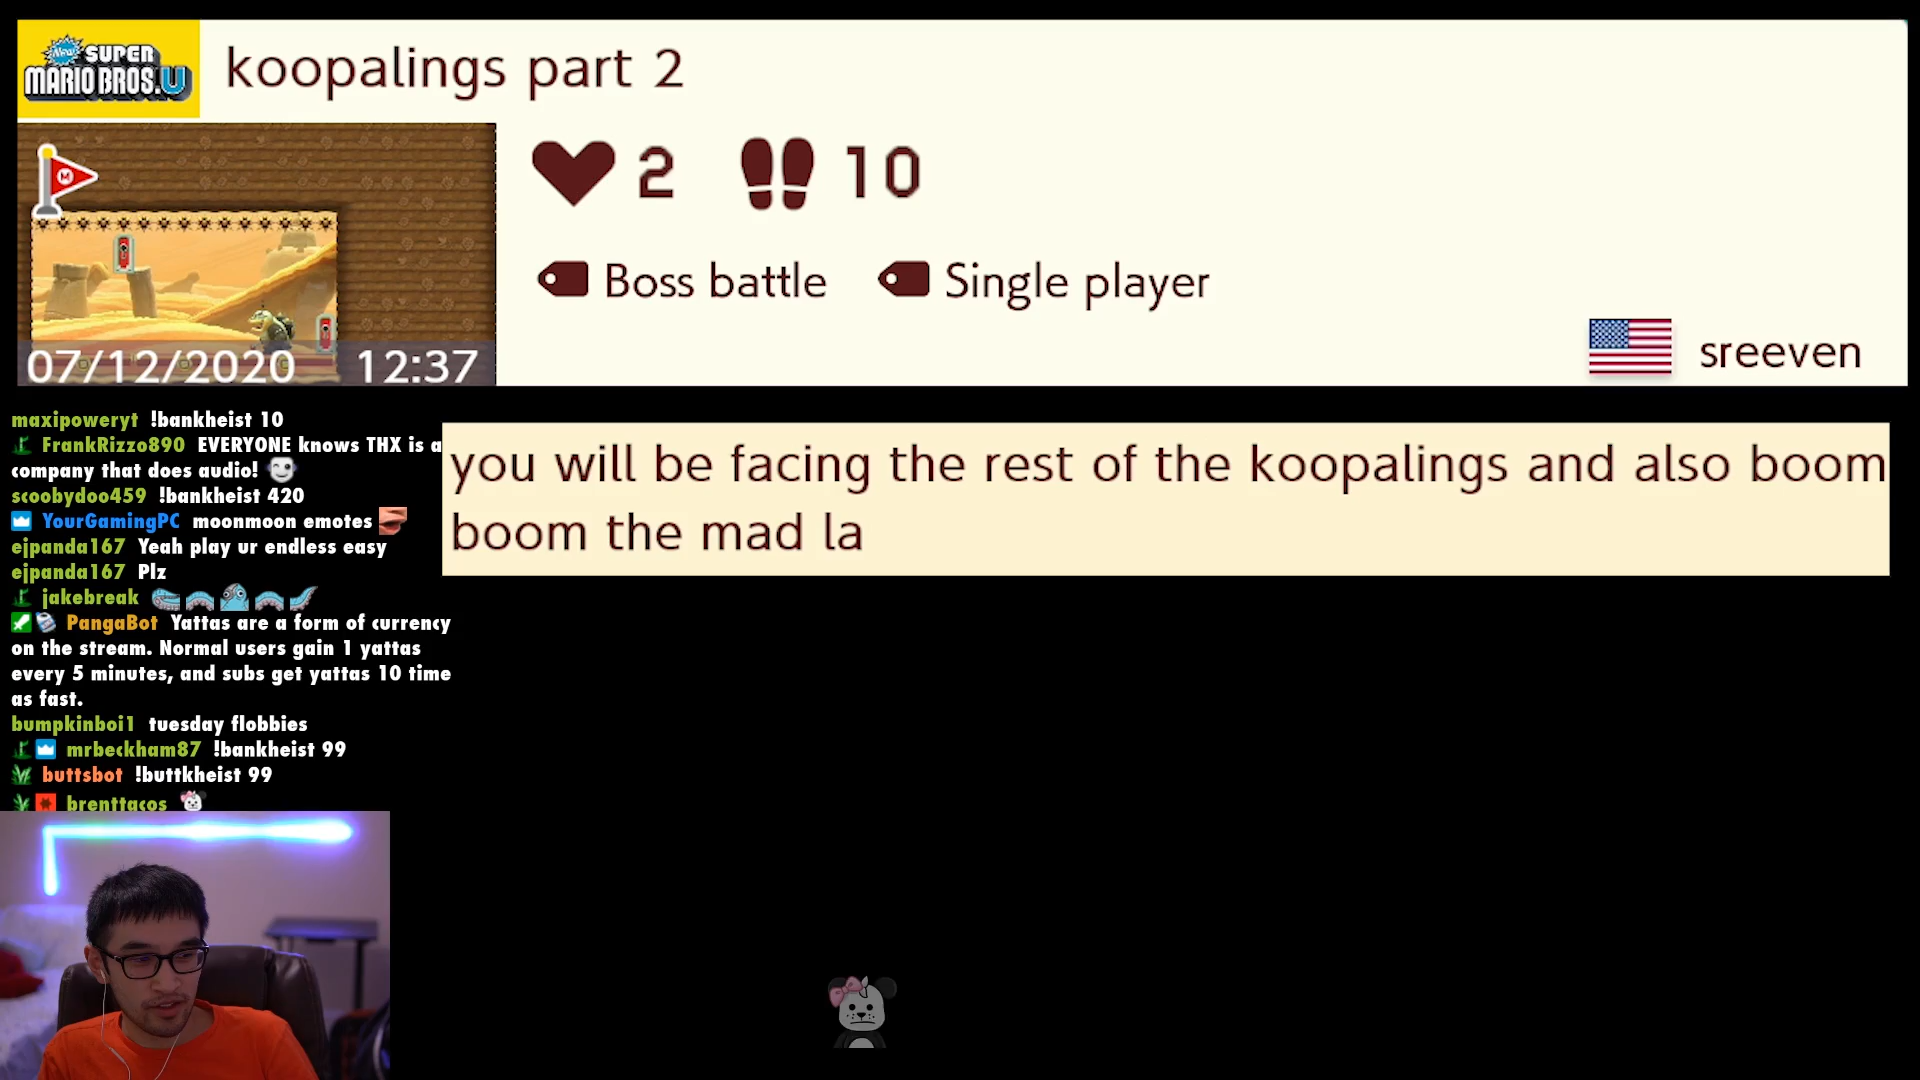 New SUPER
MARIO BROS. U
koopalings part 2
M
2
10
Boss battle
Single player
07/12/2020 12:37
sreeven
you will be facing the rest of the koopalings and also boom
boom the mad la
maxipoweryt !bankheist 10
FrankRizzo890 EVERYONE knows THX is a
company that does audio!
scoobydoo459 !bankheist 420
YourGamingPC moonmoon emotes
ejpanda167 Yeah play ur endless easy
ejpanda167 Plz
jakebreak
PangaBot Yattas are a form of currency
on the stream. Normal users gain 1 yattas
every 5 minutes, and subs get yattas 10 time
as fast.
bumpkinboi1 tuesday flobbies
mrbeckham87 !bankheist 99
buttsbot !buttkheist 99
brenttacos